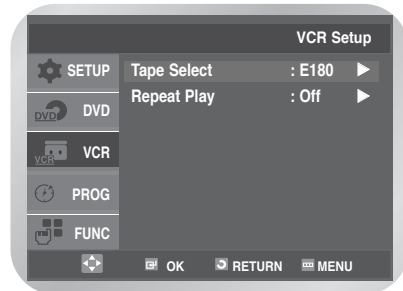 VCR Setup
SETUP
Tape Select : E180
Repeat Play : Off
DVD DVD
VCR VCR
PROG
FUNC
OK RETURN MENU